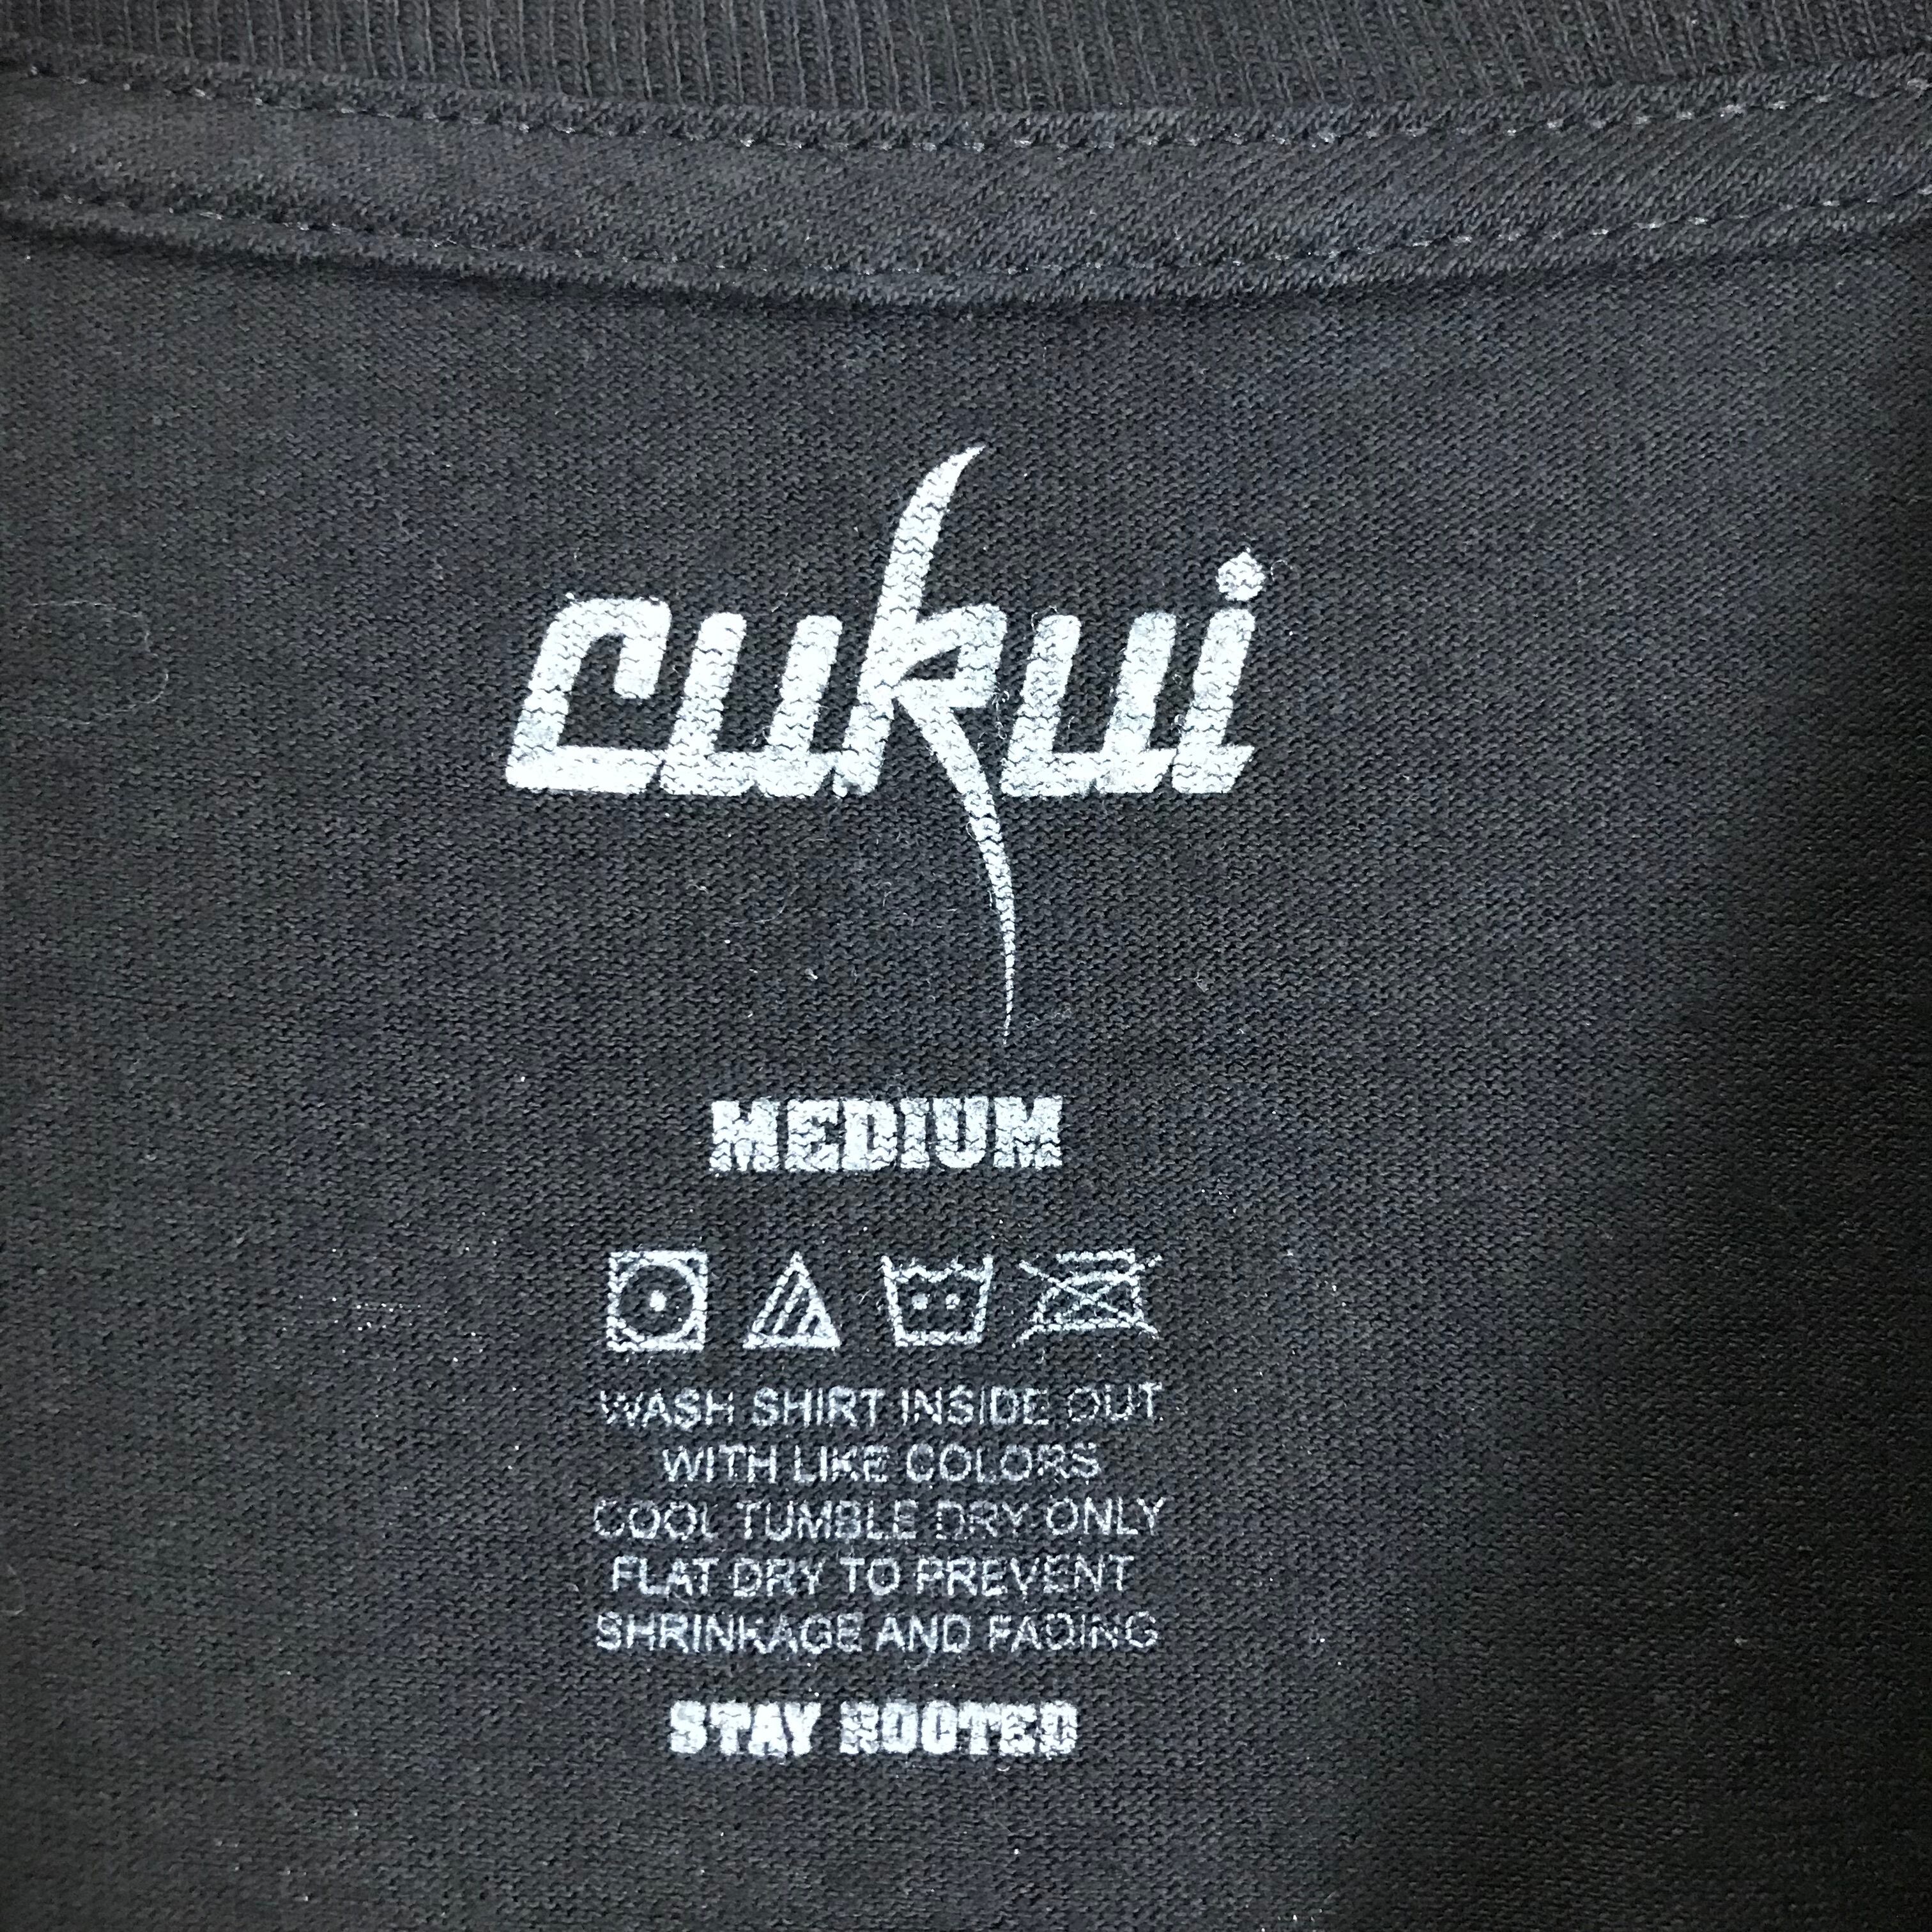 cukui
MEDIUM
WASH SHIRT INSIDE OUT
WITH LIKE COLORS
COOL TUMBLE DRY ONLY
FLAT DRY TO PREVENT
SHRINKAGE AND FADING
STAY ROOTED